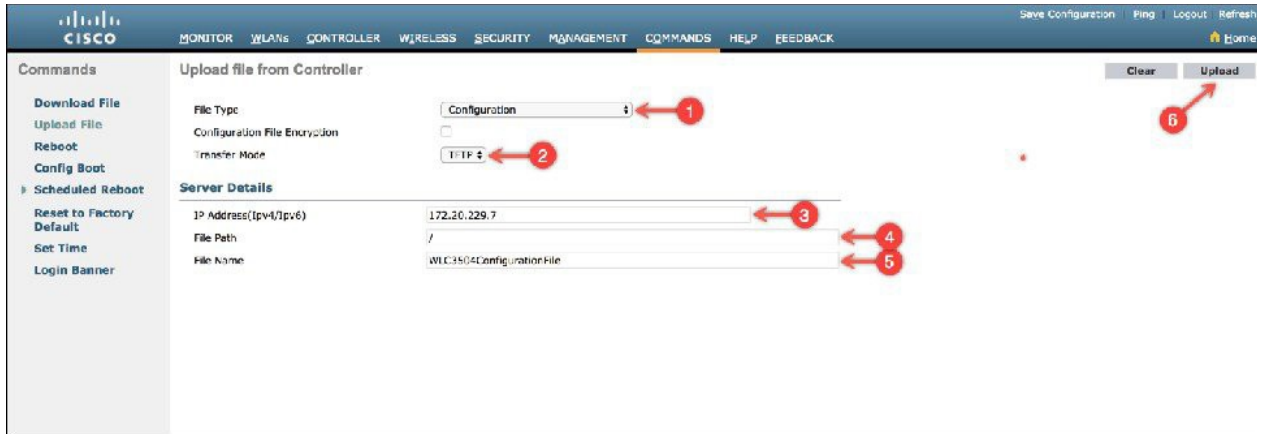 Save Configuration Ping Logout Refresh
CISCO MONITOR WLANs CONTROLLER WIRELESS SECURITY MANAGEMENT COMMANDS HELP FEEDBACK Home
Commands
Download File
Upload File
Reboot
Config Boot
Scheduled Reboot
Reset to Factory
Default
Set Time
Login Banner
Upload file from Controller
Clear Upload
6
File Type Configuration 1
Configuration File Encryption
Transfer Mode TFTP 2
Server Details
IP Address(Ipv4/Ipv6) 172.20.229.7 3
File Path / 4
File Name WLC3504ConfigurationFile 5